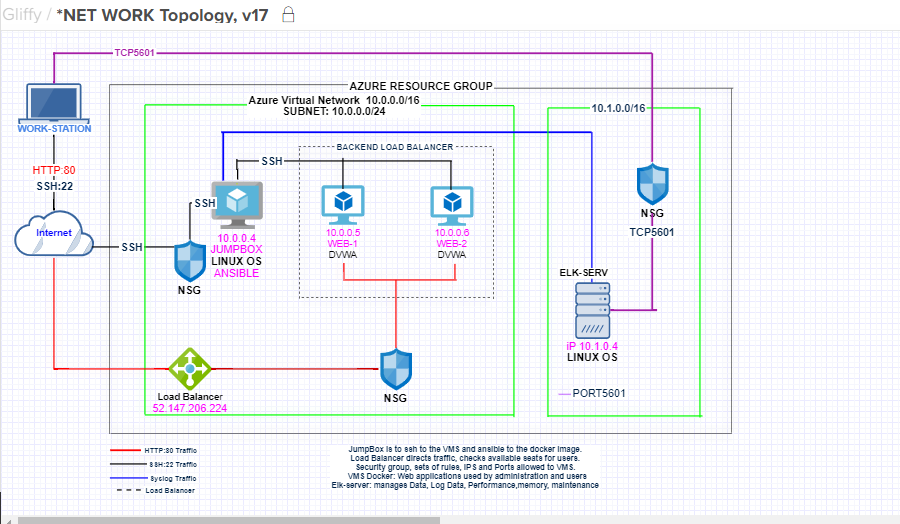 Gliffy / *NET WORK Topology, v17
TCP5601
AZURE RESOURCE GROUP
Azure Virtual Network 10.0.0.0/16
SUBNET: 10.0.0.0/24
10.1.0.0/16
WORK-STATION
BACKEND LOAD BALANCER
SSH
HTTP:80
SSH:22
SSH
NSG
TCP5601
Internet
SSH
10.0.0.4
JUMPBOX
LINUX OS
ANSIBLE
10.0.0.5
WEB-1
DVWA
10.0.0.6
WEB-2
DVWA
NSG
ELK-SERV
iP 10.1.0.4
LINUX OS
PORT5601
Load Balancer
52.147.206.224
NSG
HTTP:80 Traffic
SSH:22 Traffic
Syslog Traffic
Load Balancer
JumpBox is to ssh to the VMS and ansible to the docker image.
Load Balancer directs traffic, checks available seats for users.
Security group, sets of rules, IPS and Ports allowed to VMS.
VMS Docker: Web applications used by administration and users
Elk-server: manages Data, Log Data, Performance,memory, maintenance